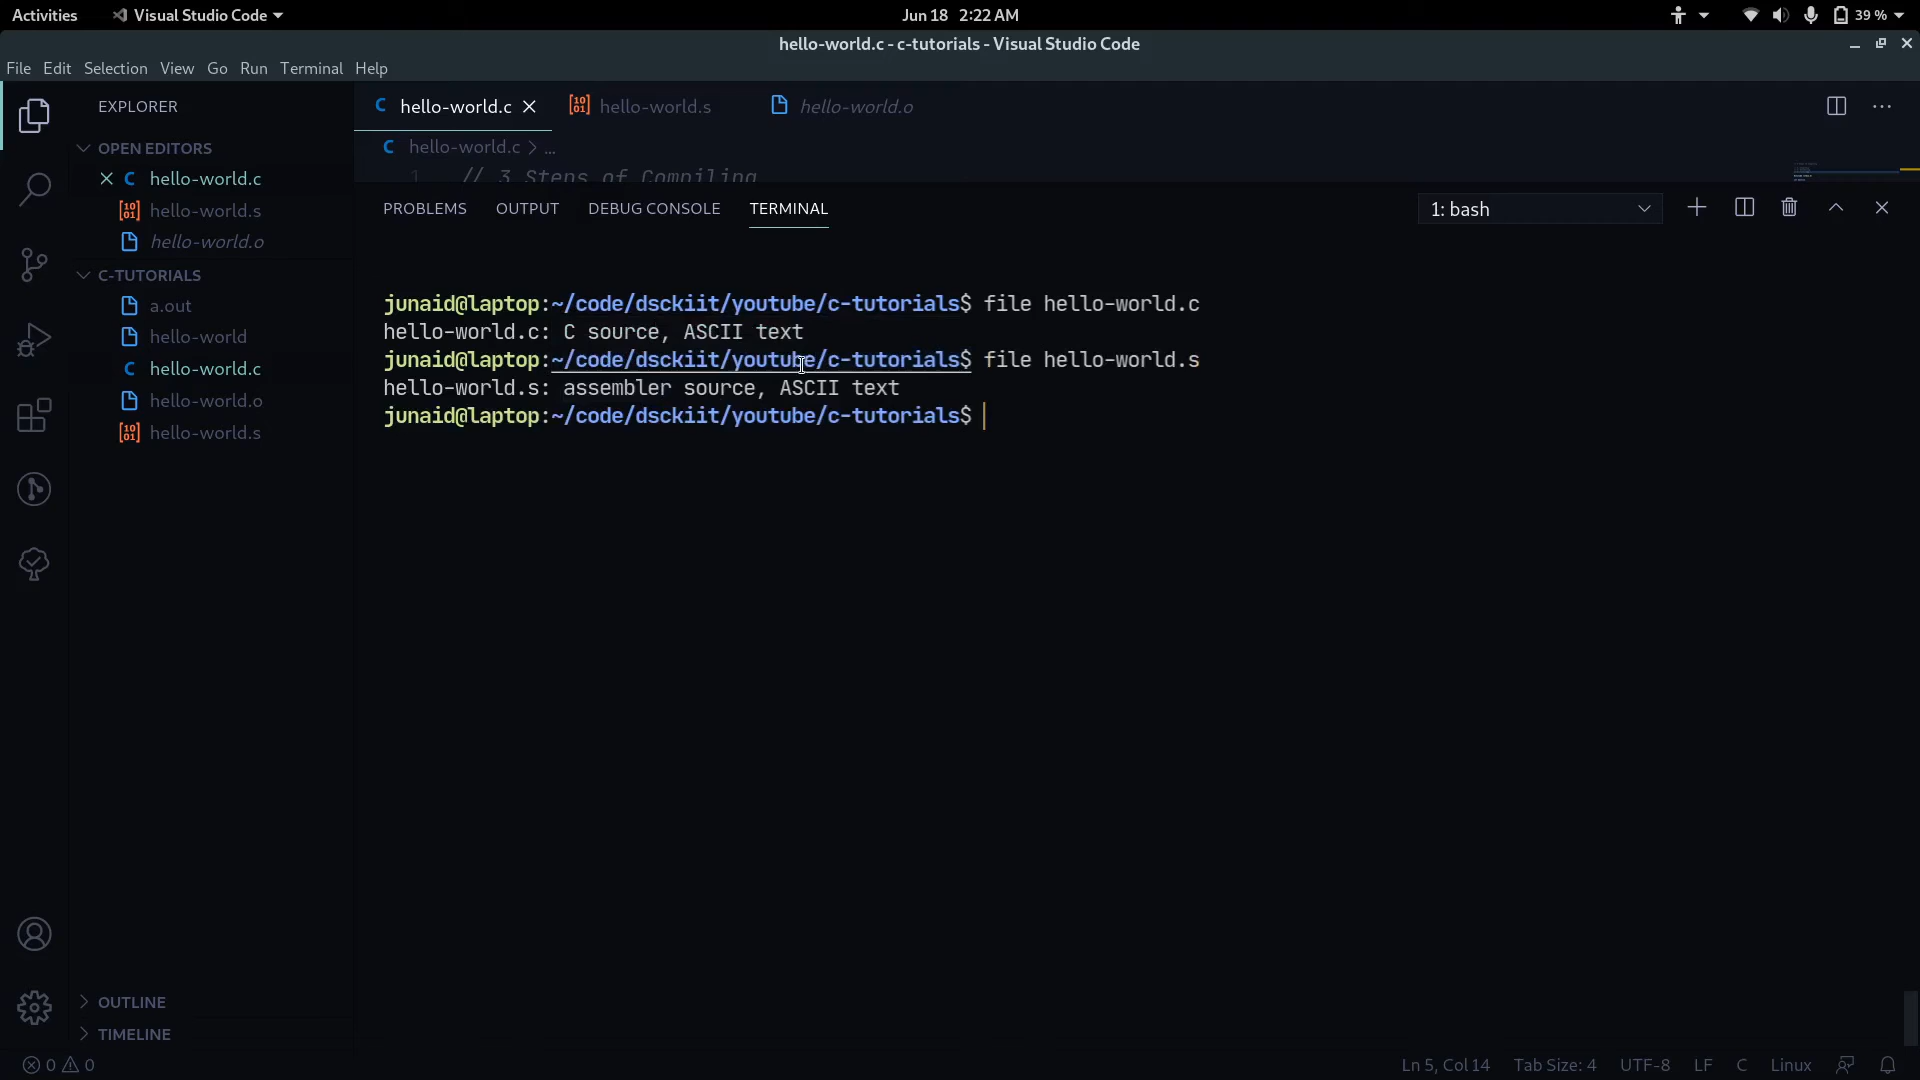 Activities
Visual Studio Code
Jun 18 2:22 AM
39 %
hello-world.c - c-tutorials - Visual Studio Code
File Edit Selection View Go Run Terminal Help
EXPLORER
OPEN EDITORS
hello-world.c
hello-world.s
hello-world.o
C-TUTORIALS
a.out
hello-world
hello-world.c
hello-world.o
hello-world.s
OUTLINE
TIMELINE
hello-world.c
hello-world.s
hello-world.o
hello-world.c > ...
1 // 3 Steps of Compiling
PROBLEMS OUTPUT DEBUG CONSOLE TERMINAL
1: bash
junaid@laptop:~/code/dsckiit/youtube/c-tutorials$ file hello-world.c
hello-world.c: C source, ASCII text
junaid@laptop:~/code/dsckiit/youtube/c-tutorials$ file hello-world.s
hello-world.s: assembler source, ASCII text
junaid@laptop:~/code/dsckiit/youtube/c-tutorials$
0 0
Ln 5, Col 14 Tab Size: 4 UTF-8 LF C Linux